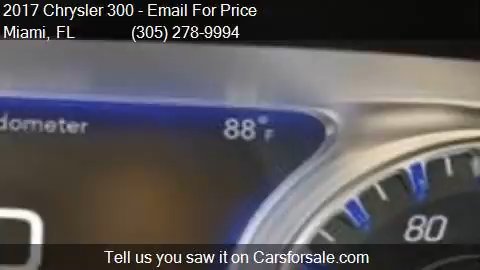 2017 Chrysler 300 - Email For Price
Miami, FL (305) 278-9994
dometer 88°F
80
Tell us you saw it on Carsforsale.com